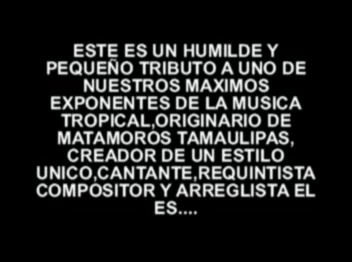 ESTE ES UN HUMILDE Y
PEQUEÑO TRIBUTO A UNO DE
NUESTROS MAXIMOS
EXPONENTES DE LA MUSICA
TROPICAL,ORIGINARIO DE
MATAMOROS TAMAULIPAS,
CREADOR DE UN ESTILO
UNICO,CANTANTE,REQUINTISTA
COMPOSITOR Y ARREGLISTA EL
ES....